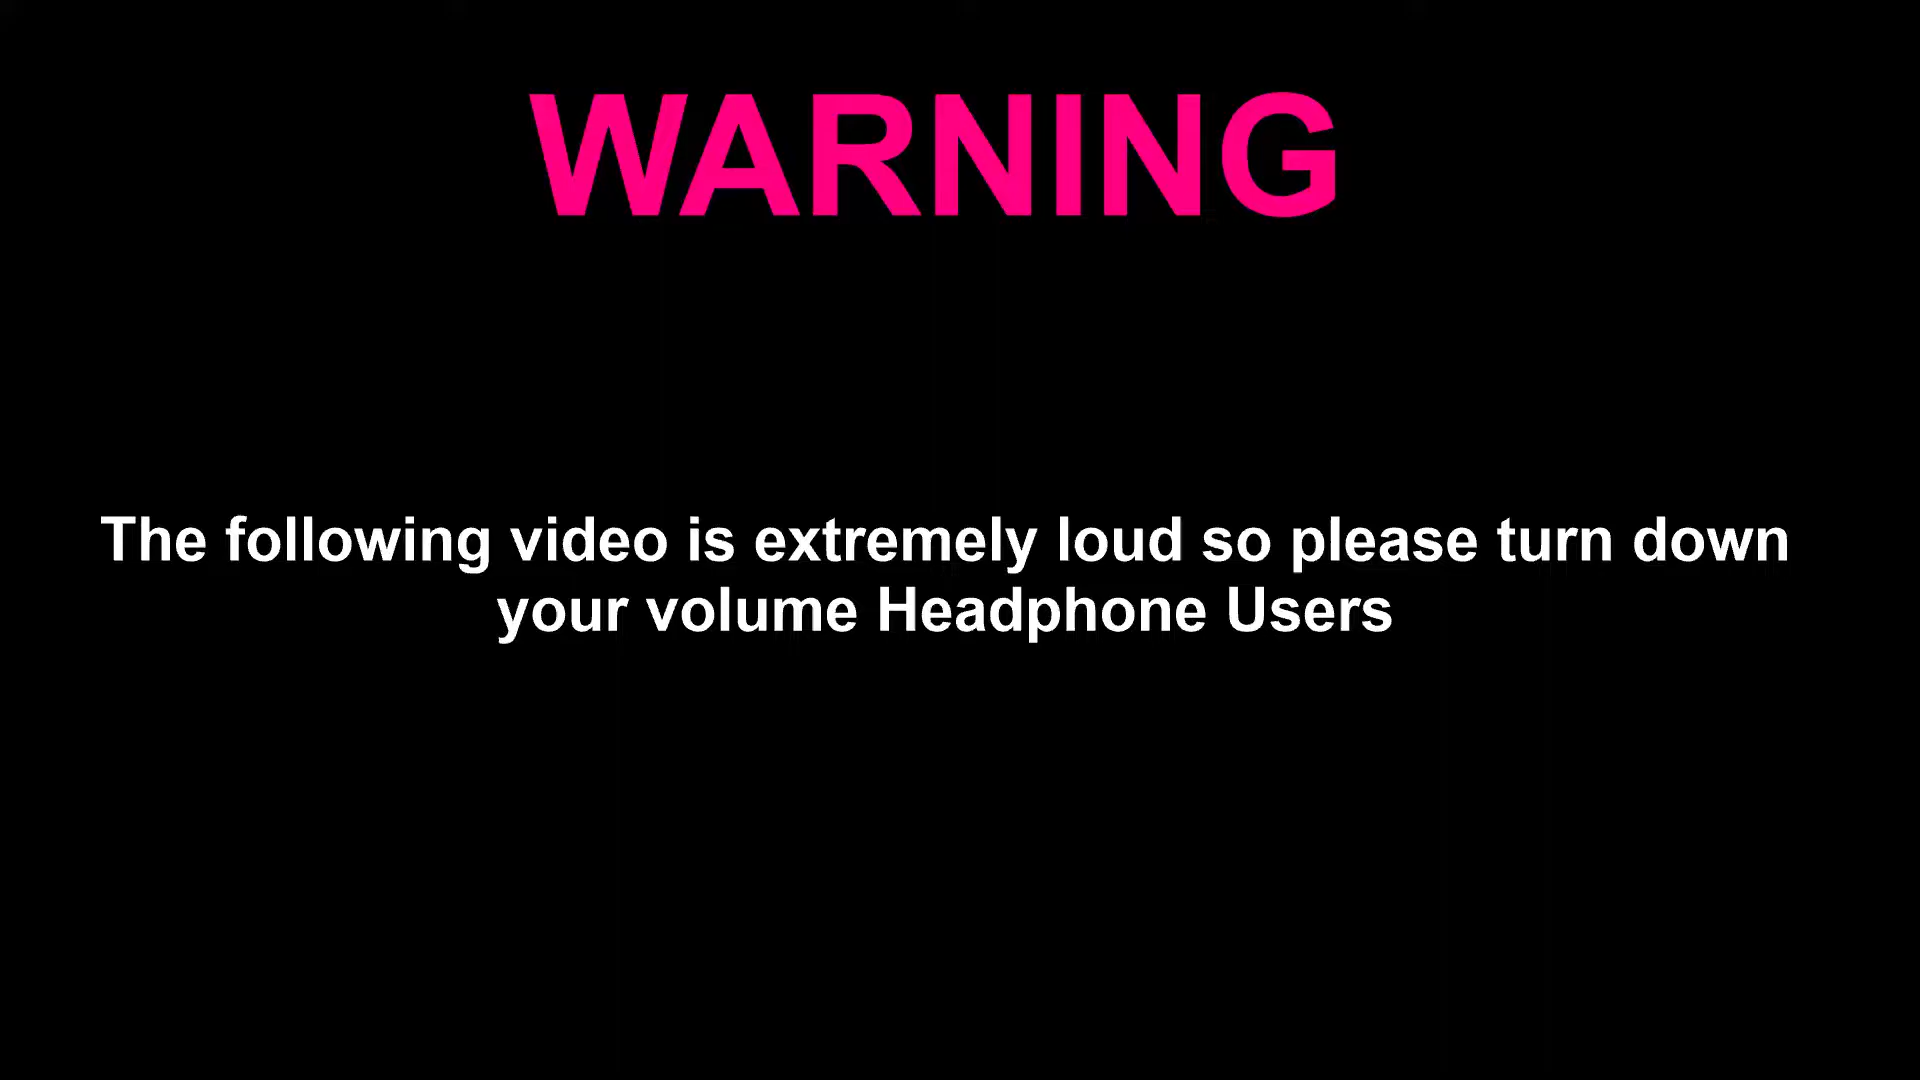 WARNING
The following video is extremely loud so please turn down
your volume Headphone Users